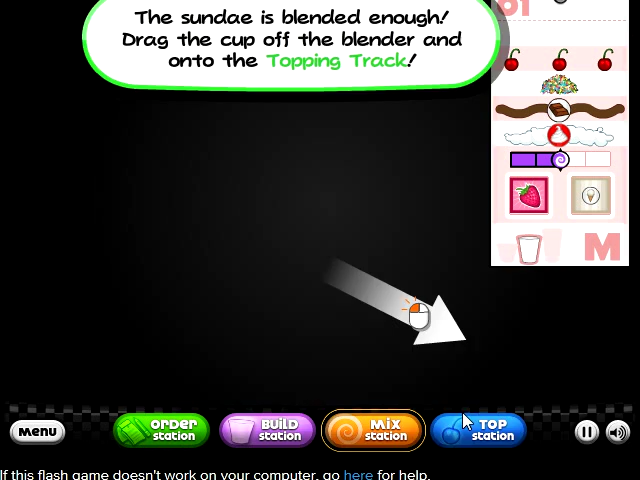 The sundae is blended enough!
Drag the cup off the blender and
onto the Topping Track!
M
Menu
ORDER
station
BUILD
station
MIX
station
TOP
station
If this flash game doesn't work on your computer, go here for help.